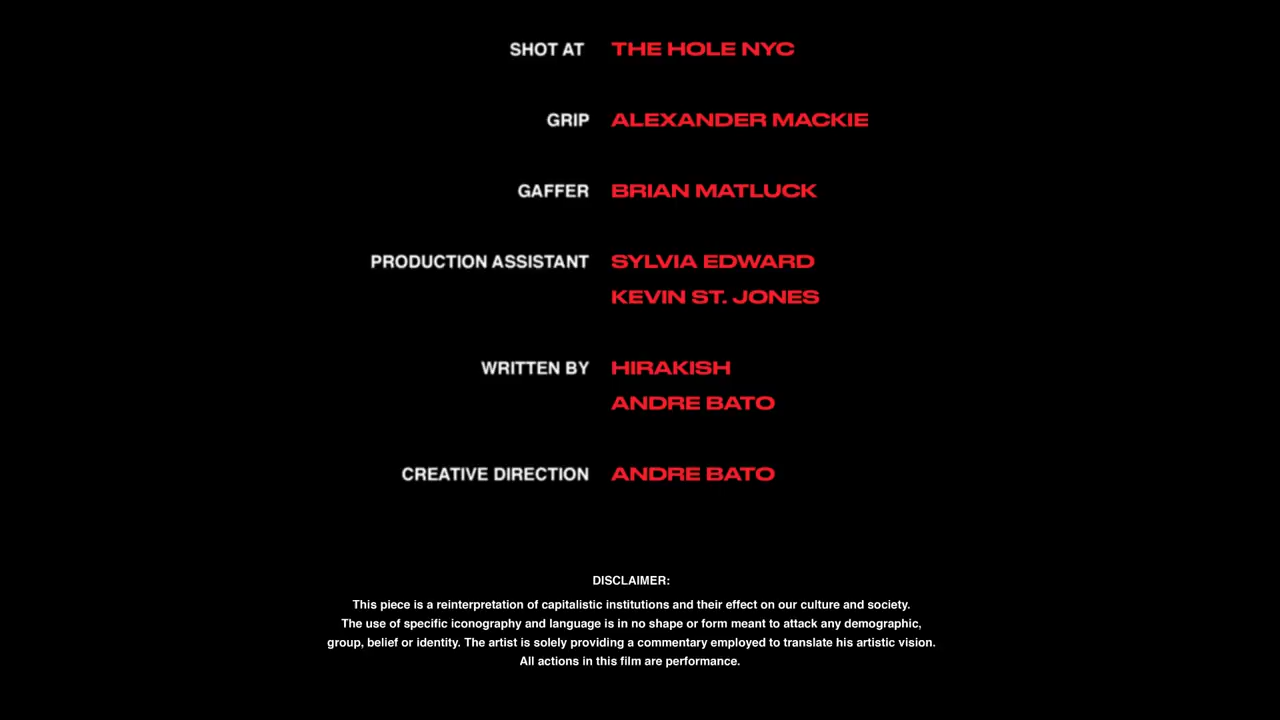 SHOT AT THE HOLE NYC
GRIP ALEXANDER MACKIE
GAFFER BRIAN MATLUCK
PRODUCTION ASSISTANT SYLVIA EDWARD
KEVIN ST. JONES
WRITTEN BY HIRAKISH
ANDRE BATO
CREATIVE DIRECTION ANDRE BATO
DISCLAIMER:
This piece is a reinterpretation of capitalistic institutions and their effect on our culture and society.
The use of specific iconography and language is in no shape or form meant to attack any demographic,
group, belief or identity. The artist is solely providing a commentary employed to translate his artistic vision.
All actions in this film are performance.